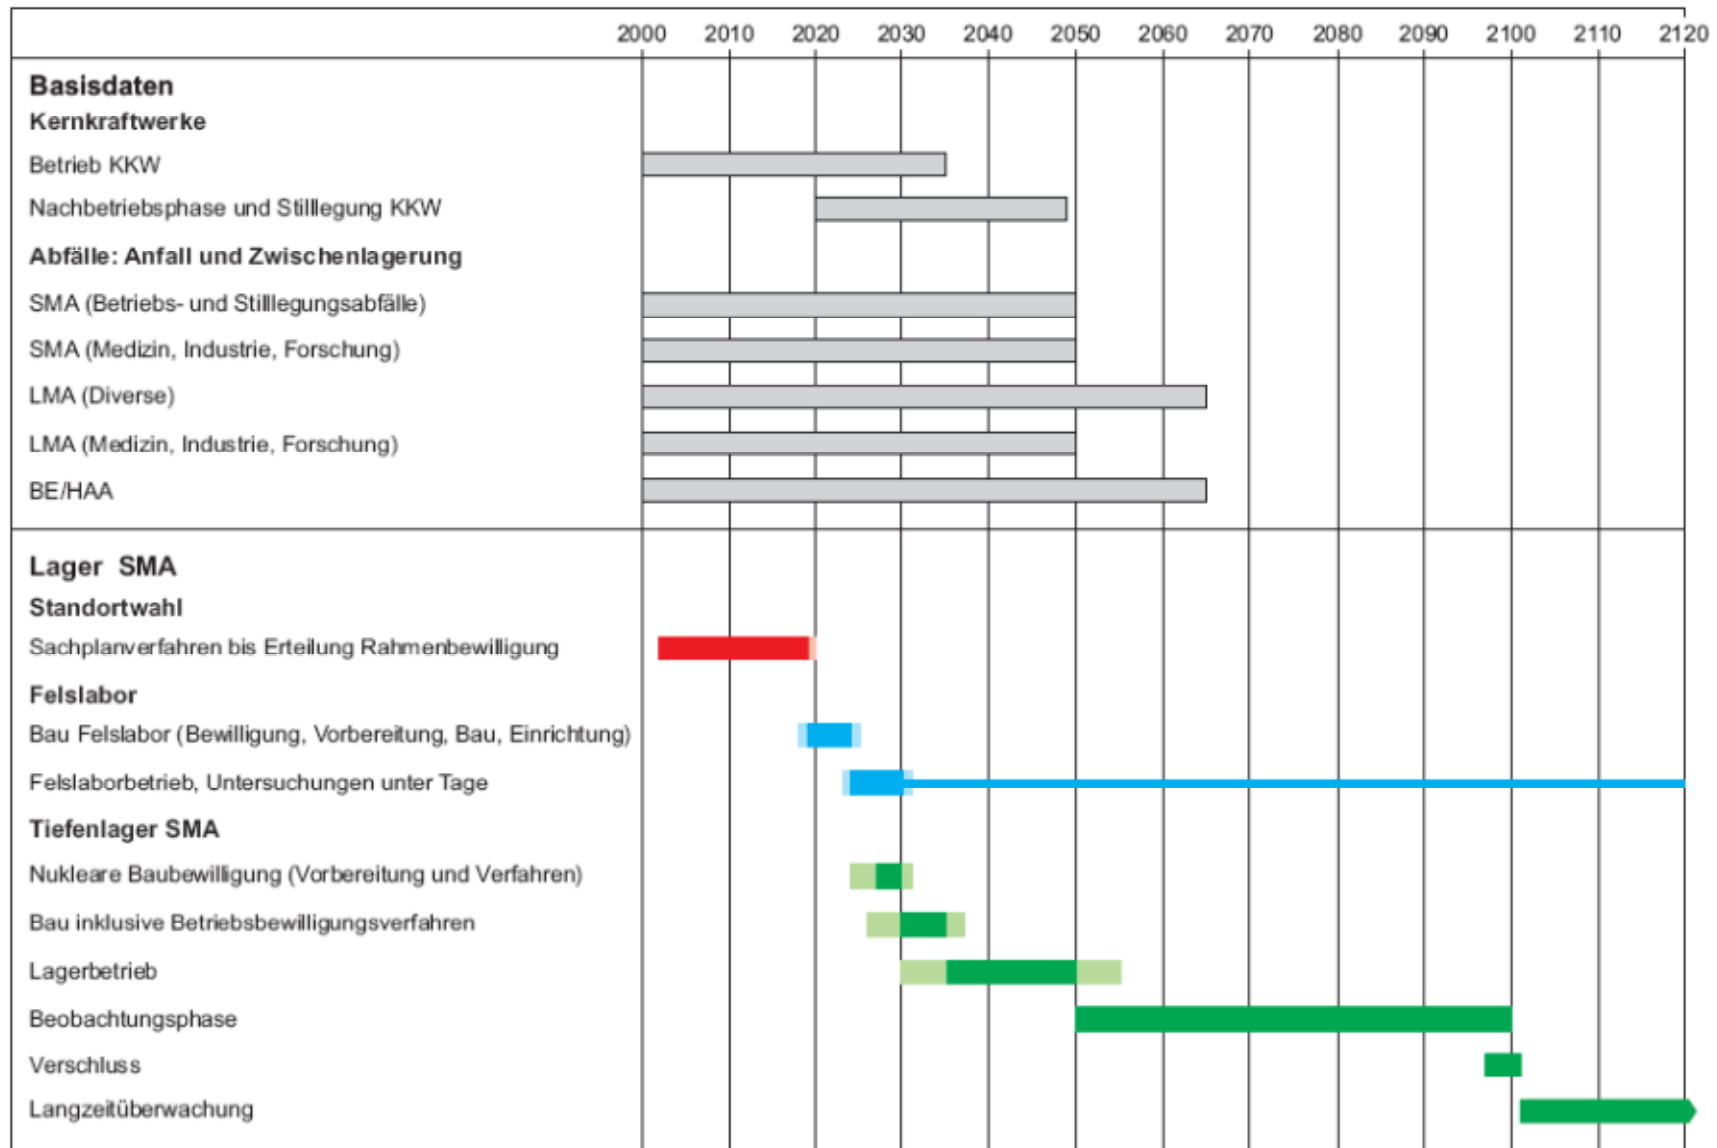 2000 2010 2020 2030 2040 2050 2060 2070 2080 2090 2100 2110 2120
Basisdaten
Kernkraftwerke
Betrieb KKW
Nachbetriebsphase und Stilllegung KKW
Abfälle: Anfall und Zwischenlagerung
SMA (Betriebs- und Stilllegungsabfälle)
SMA (Medizin, Industrie, Forschung)
LMA (Diverse)
LMA (Medizin, Industrie, Forschung)
BE/HAA
Lager SMA
Standortwahl
Sachplanverfahren bis Erteilung Rahmenbewilligung
Felslabor
Bau Felslabor (Bewilligung, Vorbereitung, Bau, Einrichtung)
Felslaborbetrieb, Untersuchungen unter Tage
Tiefenlager SMA
Nukleare Baubewilligung (Vorbereitung und Verfahren)
Bau inklusive Betriebsbewilligungsverfahren
Lagerbetrieb
Beobachtungsphase
Verschluss
Langzeitüberwachung